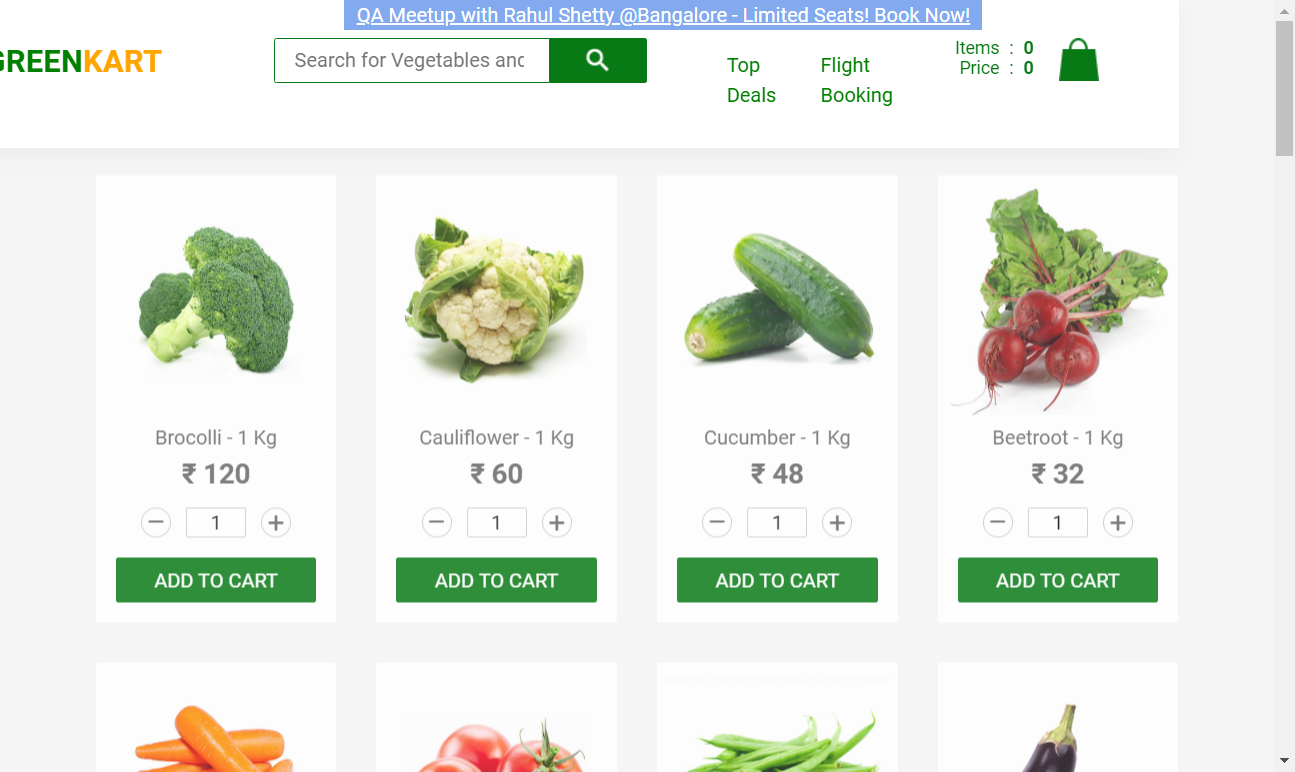 QA Meetup with Rahul Shetty @Bangalore - Limited Seats! Book Now!
GREENKART
Search for Vegetables and
Top
Deals
Flight
Booking
Items : 0
Price : 0
Brocolli - 1 Kg
₹ 120
1
ADD TO CART
Cauliflower - 1 Kg
₹ 60
1
ADD TO CART
Cucumber - 1 Kg
₹ 48
1
ADD TO CART
Beetroot - 1 Kg
₹ 32
1
ADD TO CART